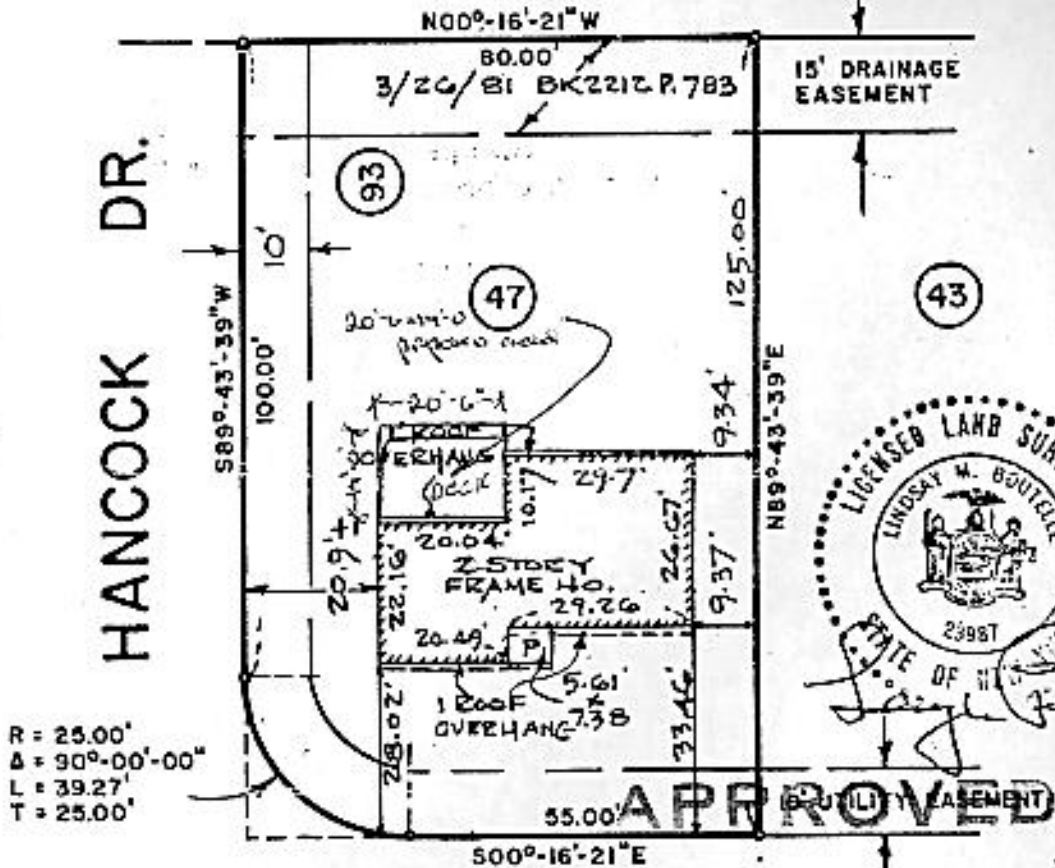 N00°-16'-21"W
80.00'
3/26/81 BK2212 P.783
15' DRAINAGE
EASEMENT
HANCOCK DR.
93
10'
47
43
125.00'
S89°-43'-39"W
100.00'
20'-6"
ROOF
OVERHANG
DECK
9.34'
N89°-43'-39"E
10.17'
29.7'
20.9'±
20.04'
22.16'
2 STORY
FRAME HO.
26.67'
9.37'
29.26
20.49'
P
5.61'
x
7.38
1 ROOF
OVERHANG
28.02'
33.46'
LICENSED LAND SUR
LINDSAY M. BOUTELLE
STATE OF
R = 25.00'
Δ = 90°-00'-00"
L = 39.27'
T = 25.00'
55.00'
APPROVED
UTILITY EASEMENT
S00°-16'-21"E